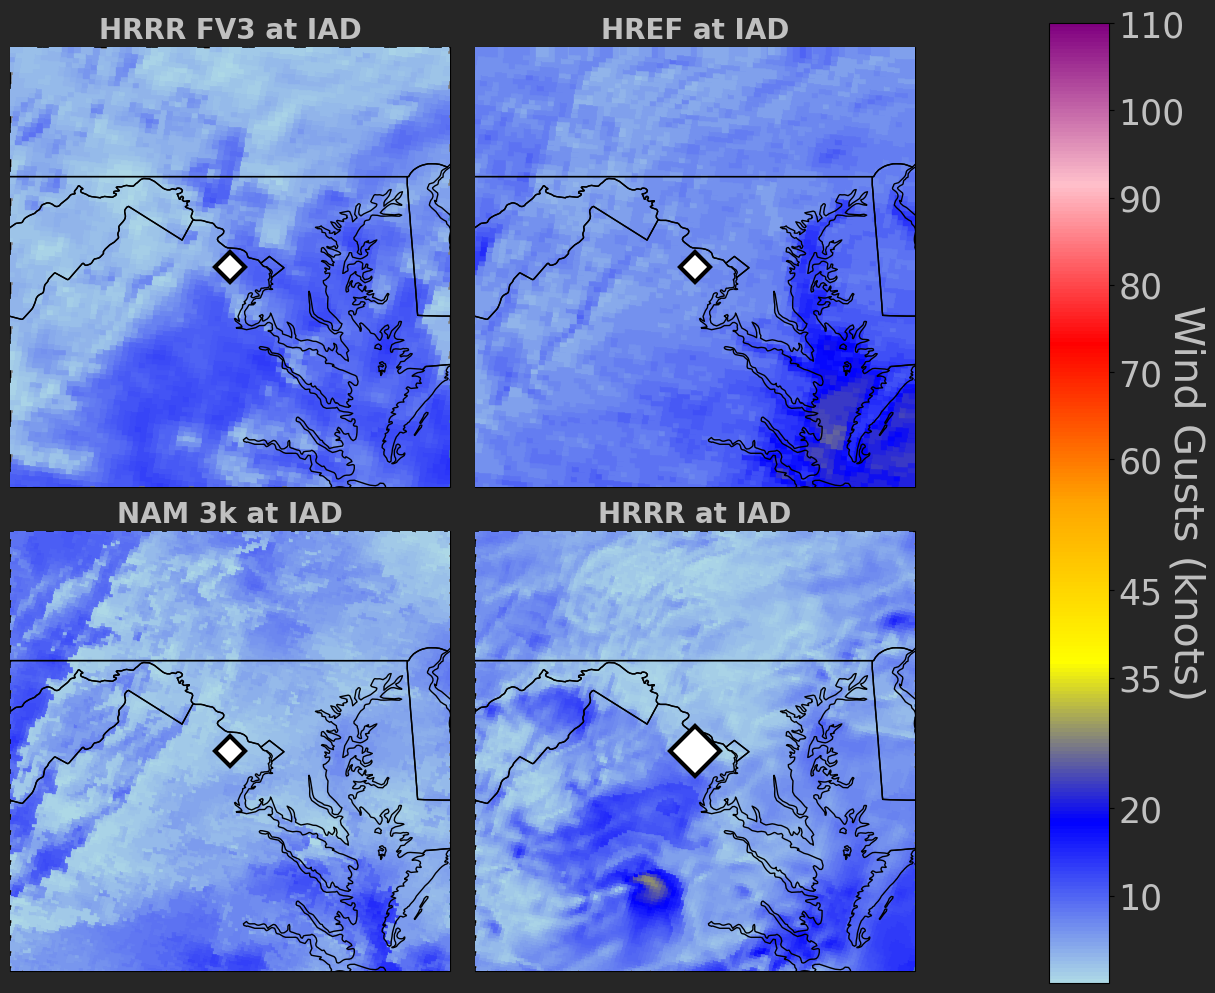 HRRR FV3 at IAD
HREF at IAD
NAM 3k at IAD
HRRR at IAD
110
100
90
80
70
60
45
35
20
10
Wind Gusts (knots)